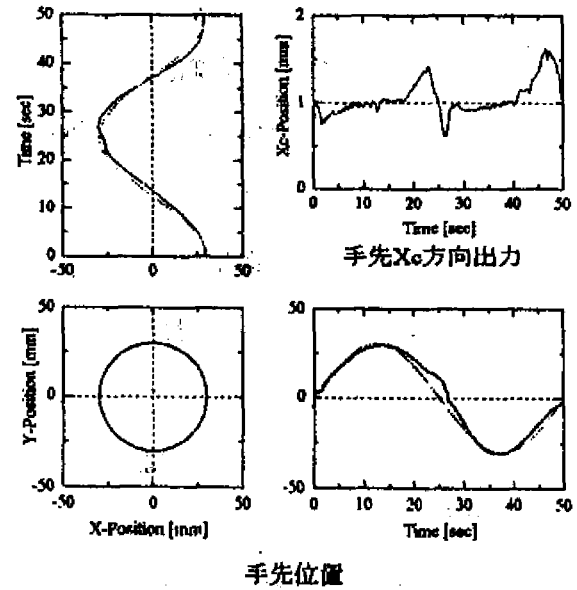 50
40
30
20
10
0
Time [sec]
-50 0 50
2
1
0
Xc-Position [mm]
0 10 20 30 40 50
Time [sec]
手先Xc方向出力
50
0
-50
Y-Position [mm]
-50 0 50
X-Position [mm]
50
0
-50
0 10 20 30 40 50
Time [sec]
手先位置